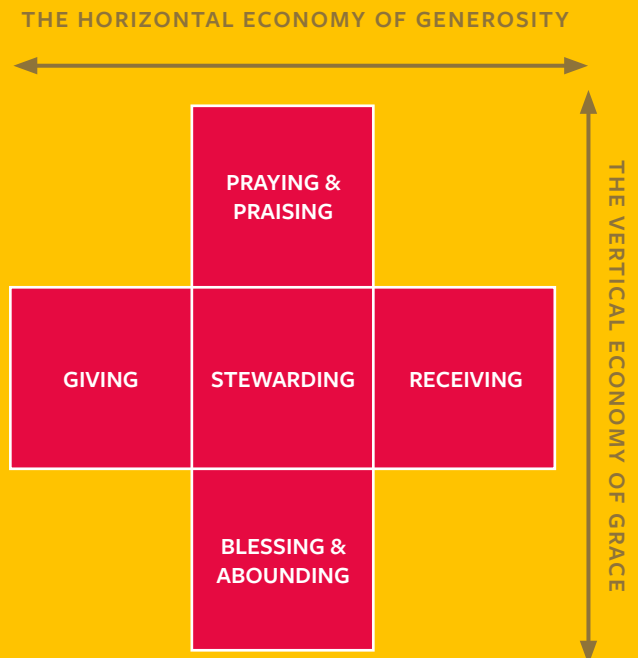 THE HORIZONTAL ECONOMY OF GENEROSITY
PRAYING &
PRAISING
GIVING
STEWARDING
RECEIVING
BLESSING &
ABOUNDING
THE VERTICAL ECONOMY OF GRACE